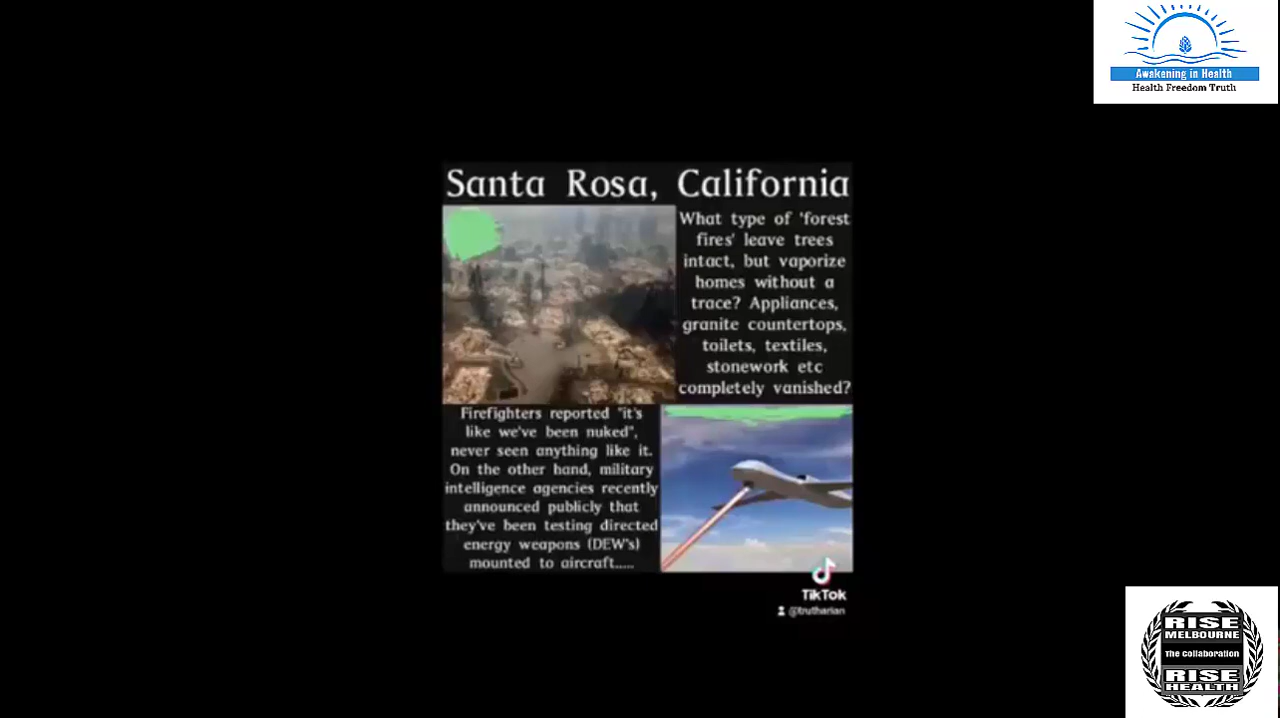 Awakening in Health
Health Freedom Truth
Santa Rosa, California
What type of 'forest
fires' leave trees
intact, but vaporize
homes without a
trace? Appliances,
granite countertops,
toilets, textiles,
stonework etc
completely vanished?
Firefighters reported "it's
like we've been nuked",
never seen anything like it.
On the other hand, military
intelligence agencies recently
announced publicly that
they've been testing directed
energy weapons (DEW's)
mounted to aircraft.....
TikTok
@trutharian
RISE
MELBOURNE
The Collaboration
RISE
HEALTH